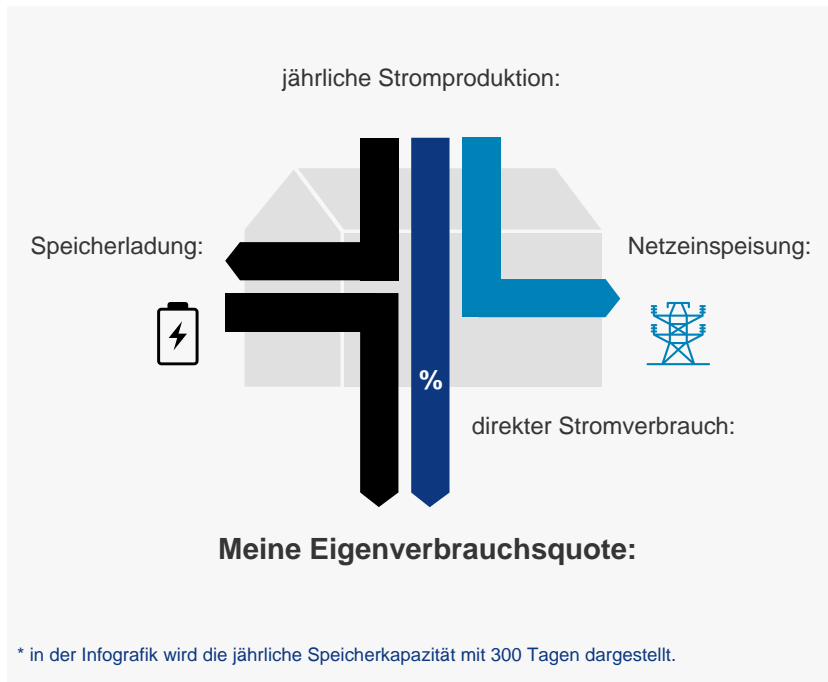 jährliche Stromproduktion:
Speicherladung:
Netzeinspeisung:
%
direkter Stromverbrauch:
Meine Eigenverbrauchsquote:
* in der Infografik wird die jährliche Speicherkapazität mit 300 Tagen dargestellt.